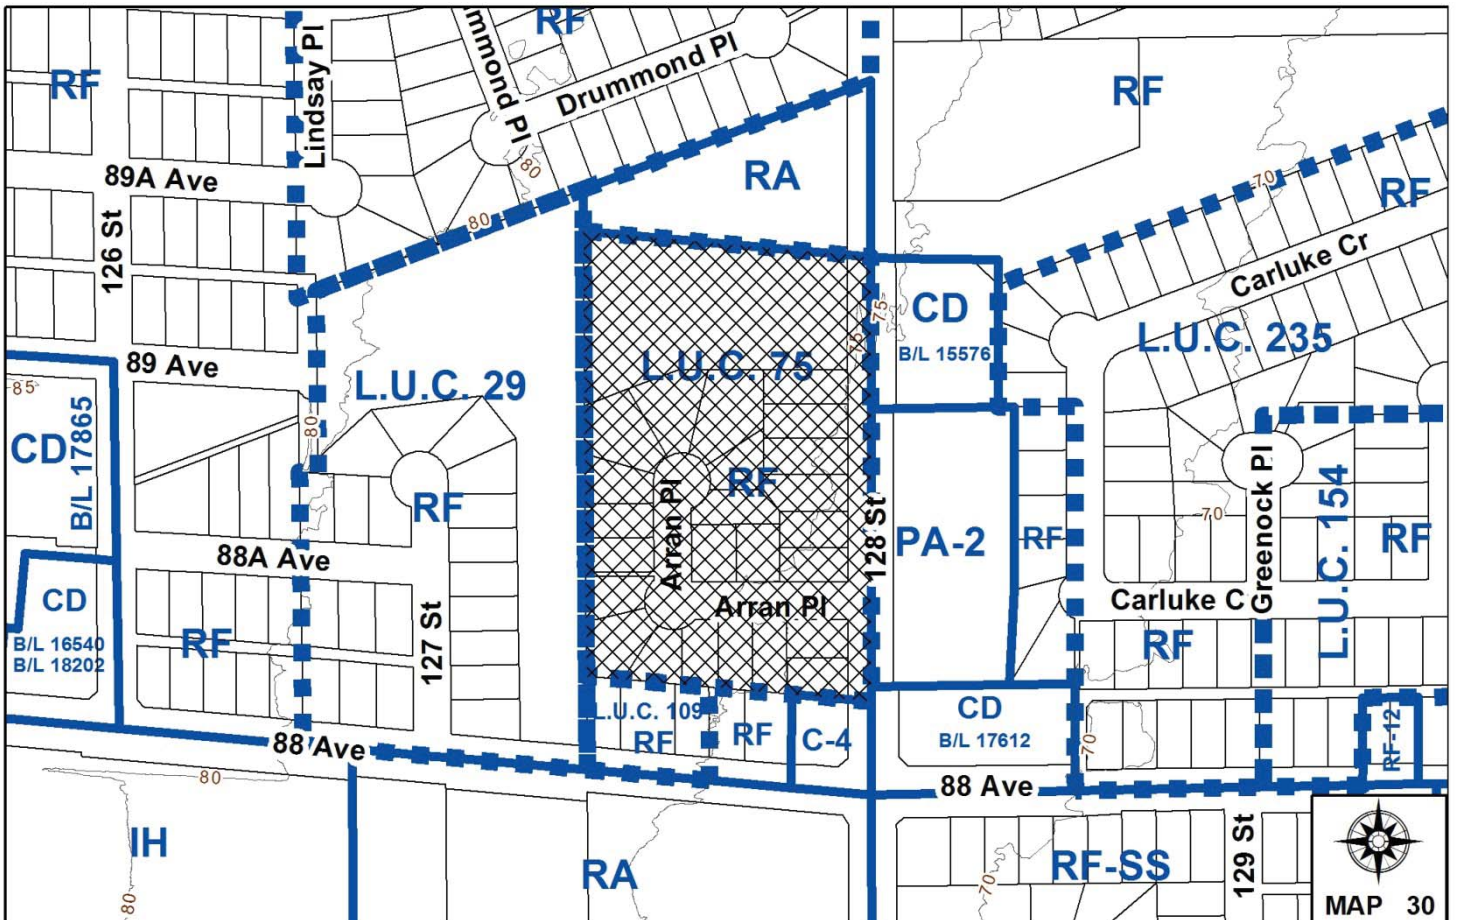 RF
Lindsay Pl
mmond Pl
RF
Drummond Pl
RF
89A Ave
80
RA
70
RF
126 St
80
Carluke Cr
CD
B/L 15576
75
75
L.U.C. 235
89 Ave
L.U.C. 29
L.U.C. 75
85
CD
B/L 17865
80
RF
RF
Arran Pl
128 St
PA-2
RF
70
Greenock Pl
L.U.C. 154
RF
88A Ave
CD
B/L 16540
B/L 18202
RF
127 St
Arran Pl
Carluke C
RF
L.U.C. 109
RF
RF
C-4
CD
B/L 17612
70
RF-12
88 Ave
80
88 Ave
IH
80
RA
70
RF-SS
129 St
MAP 30